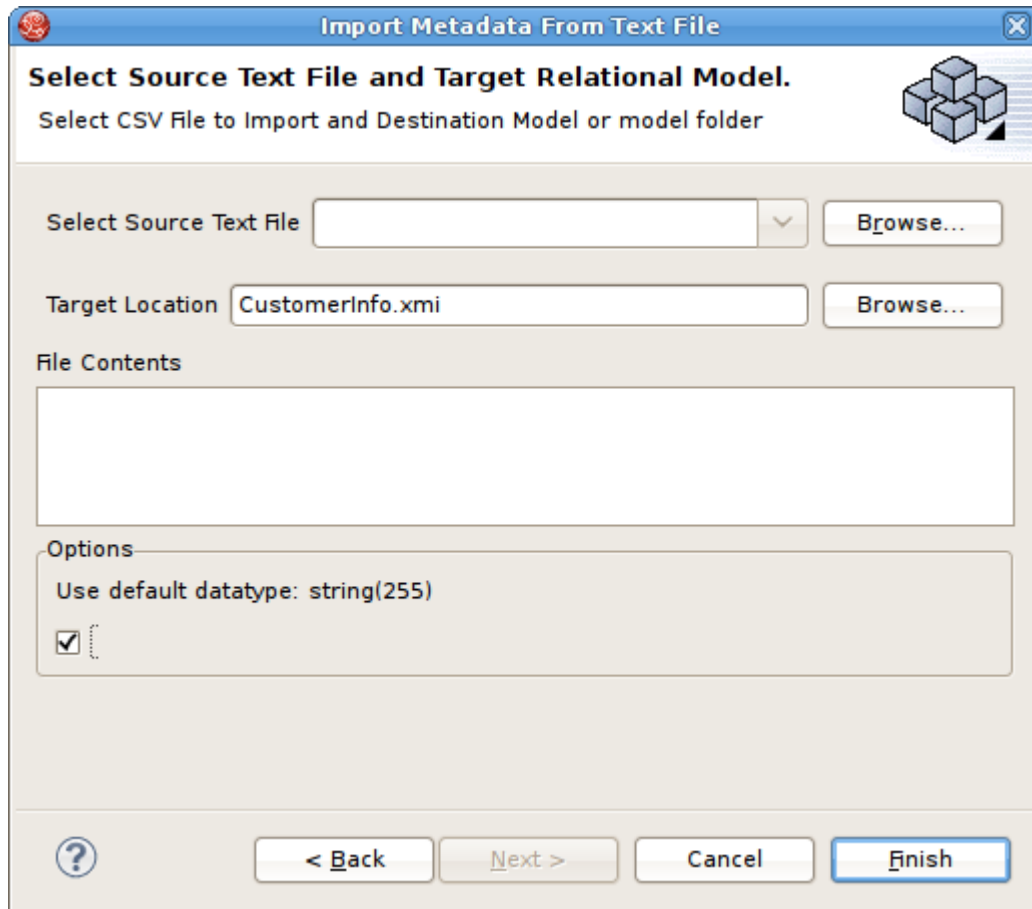 Import Metadata From Text File
Select Source Text File and Target Relational Model.
Select CSV File to Import and Destination Model or model folder
Select Source Text File Browse...
Target Location CustomerInfo.xmi Browse...
File Contents
Options
Use default datatype: string(255)
< Back Next > Cancel Finish